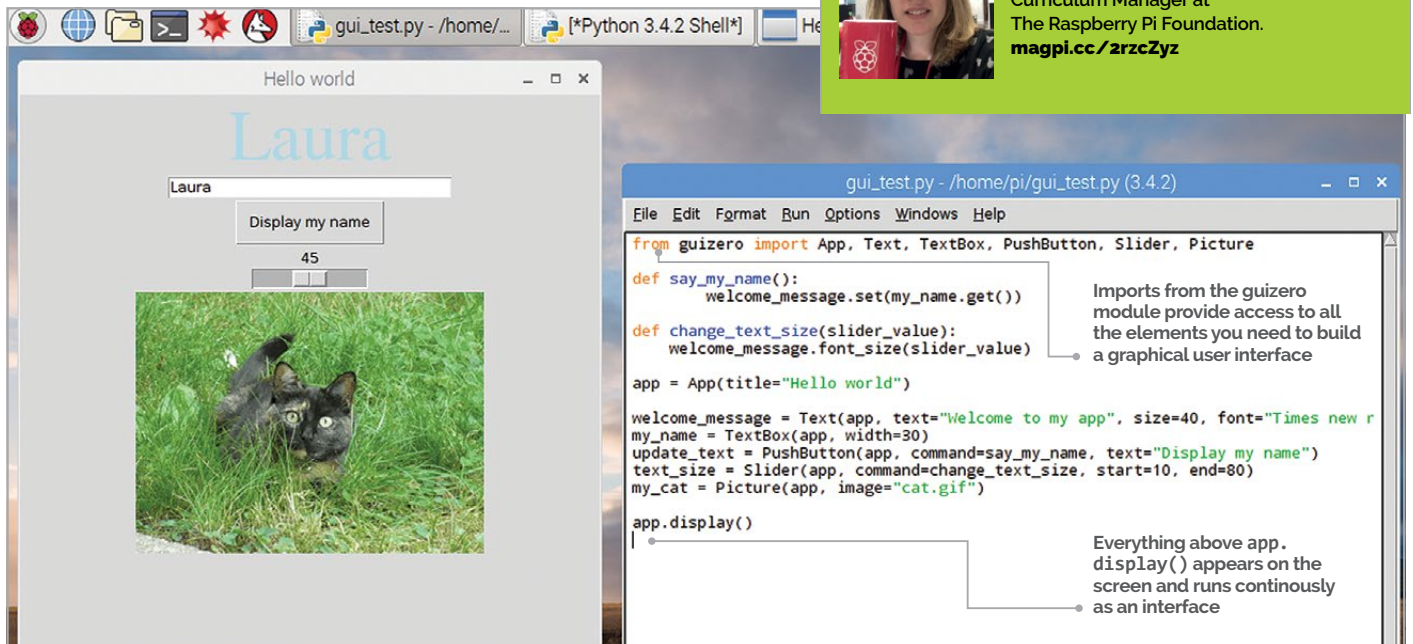 gui_test.py - /home/...
[*Python 3.4.2 Shell*]
He
Curriculum Manager at
The Raspberry Pi Foundation.
magpi.cc/2rzcZyz
Hello world
Laura
Laura
Display my name
45
gui_test.py - /home/pi/gui_test.py (3.4.2)
File Edit Format Run Options Windows Help
from guizero import App, Text, TextBox, PushButton, Slider, Picture
def say_my_name():
        welcome_message.set(my_name.get())
def change_text_size(slider_value):
    welcome_message.font_size(slider_value)
app = App(title="Hello world")
welcome_message = Text(app, text="Welcome to my app", size=40, font="Times new r
my_name = TextBox(app, width=30)
update_text = PushButton(app, command=say_my_name, text="Display my name")
text_size = Slider(app, command=change_text_size, start=10, end=80)
my_cat = Picture(app, image="cat.gif")
app.display()
Imports from the guizero
module provide access to all
the elements you need to build
a graphical user interface
Everything above app.
display() appears on the
screen and runs continously
as an interface